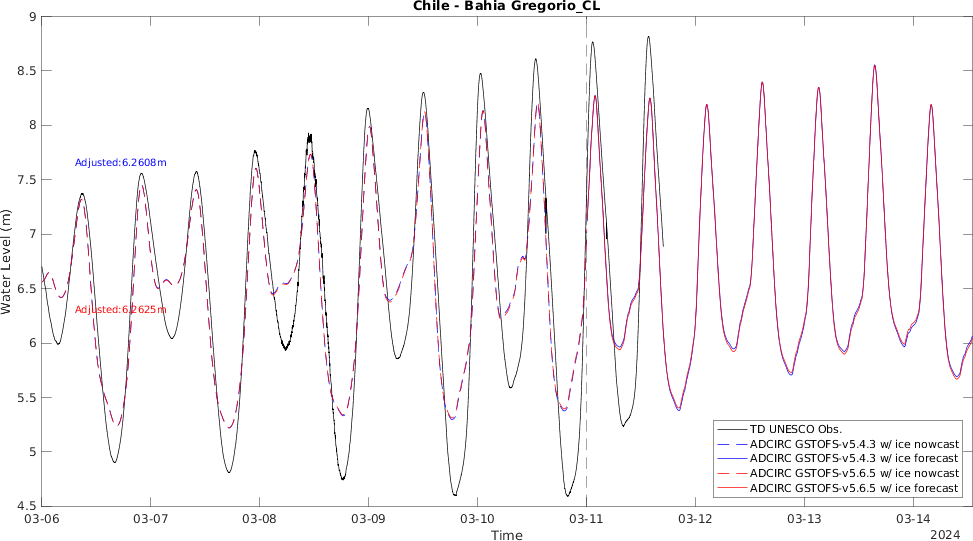 Chile - Bahia Gregorio_CL
9
8.5
8
7.5
7
6.5
6
5.5
5
4.5
Water Level (m)
Adjusted:6.2608m
Adjusted:6.2625m
TD UNESCO Obs.
ADCIRC GSTOFS-v5.4.3 w/ ice nowcast
ADCIRC GSTOFS-v5.4.3 w/ ice forecast
ADCIRC GSTOFS-v5.6.5 w/ ice nowcast
ADCIRC GSTOFS-v5.6.5 w/ ice forecast
03-06 03-07 03-08 03-09 03-10 03-11 03-12 03-13 03-14
Time
2024